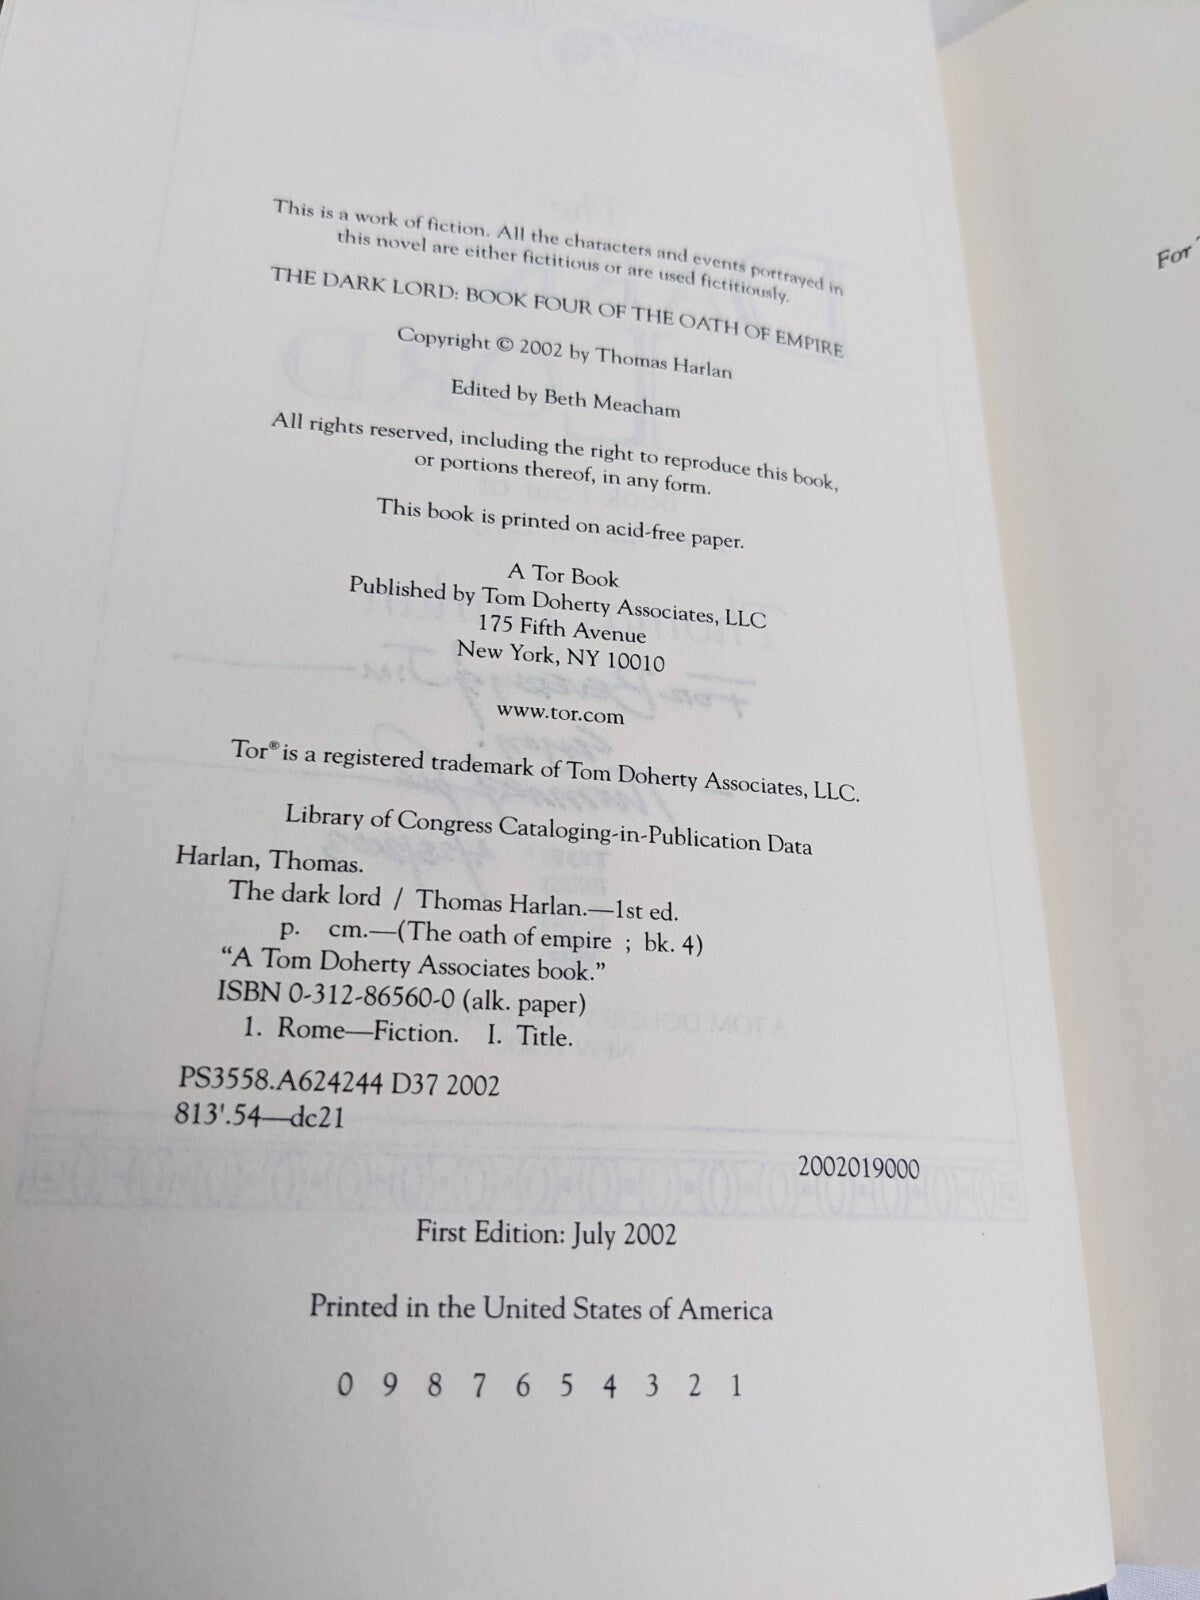 This is a work of fiction. All the characters and events portrayed in
this novel are either fictitious or are used fictitiously.
THE DARK LORD: BOOK FOUR OF THE OATH OF EMPIRE
Copyright © 2002 by Thomas Harlan
Edited by Beth Meacham
All rights reserved, including the right to reproduce this book,
or portions thereof, in any form.
This book is printed on acid-free paper.
A Tor Book
Published by Tom Doherty Associates, LLC
175 Fifth Avenue
New York, NY 10010
www.tor.com
Tor® is a registered trademark of Tom Doherty Associates, LLC.
Library of Congress Cataloging-in-Publication Data
Harlan, Thomas.
The dark lord / Thomas Harlan.—1st ed.
p. cm.—(The oath of empire ; bk. 4)
"A Tom Doherty Associates book."
ISBN 0-312-86560-0 (alk. paper)
1. Rome—Fiction. I. Title.
PS3558.A624244 D37 2002
813'.54—dc21
2002019000
First Edition: July 2002
Printed in the United States of America
0 9 8 7 6 5 4 3 2 1
For